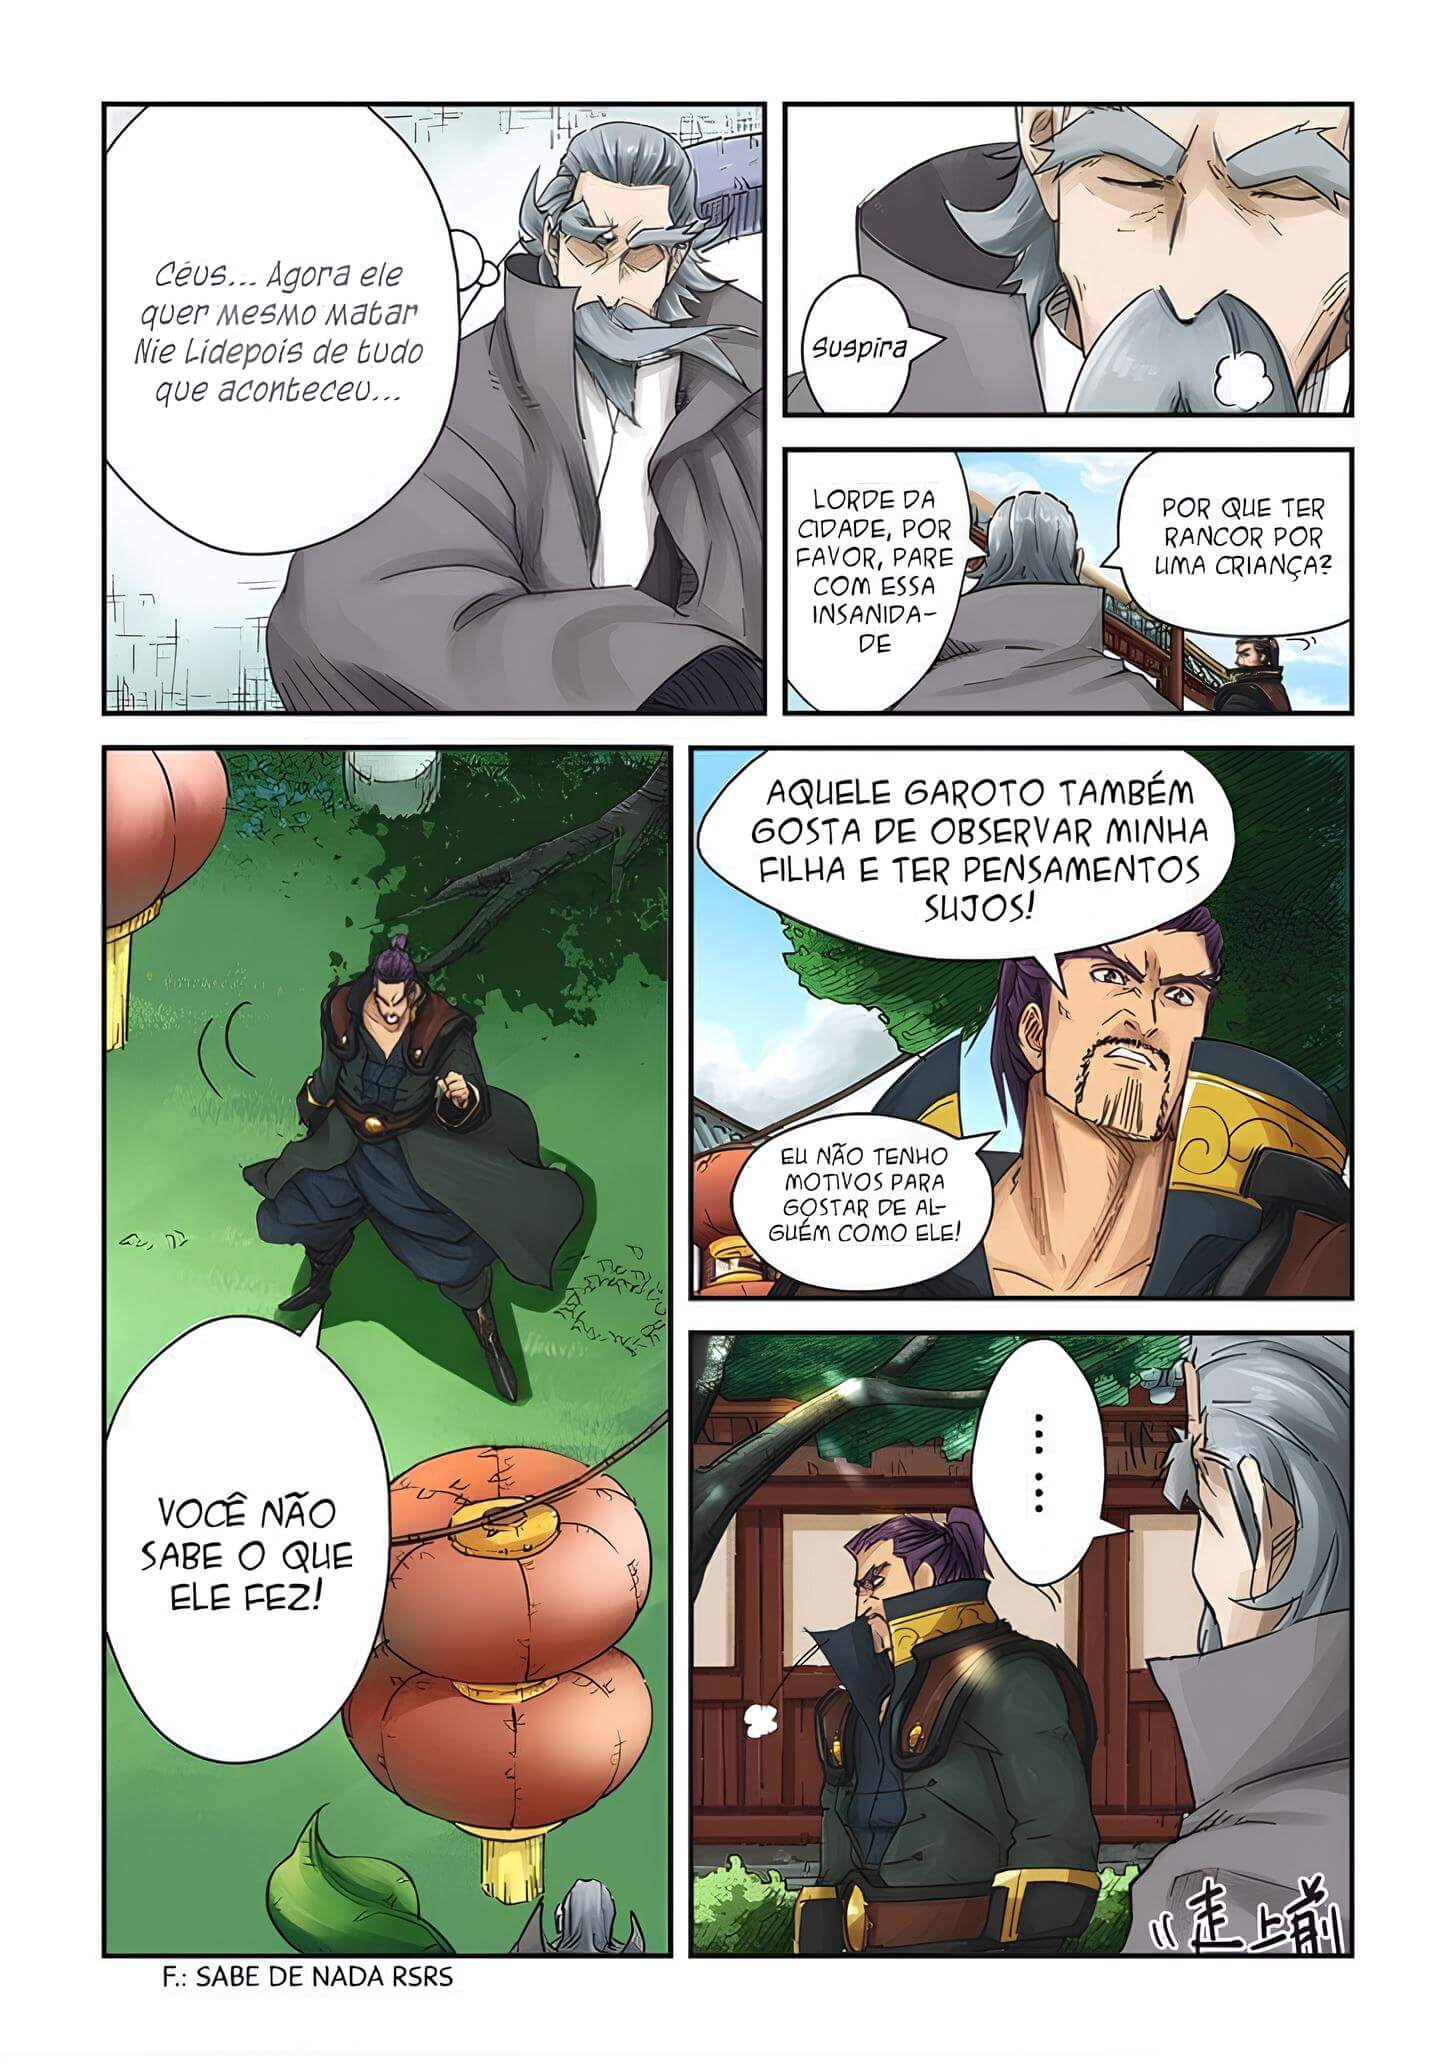 Céus... Agora ele
quer mesmo matar
Nie Lidepois de tudo
que aconteceu...
Suspira
LORDE DA
CIDADE, POR
FAVOR, PARE
COM ESSA
INSANIDA-
DE
POR QUE TER
RANCOR POR
UMA CRIANÇA?
VOCÊ NÃO
SABE O QUE
ELE FEZ!
AQUELE GAROTO TAMBÉM
GOSTA DE OBSERVAR MINHA
FILHA E TER PENSAMENTOS
SUJOS!
EU NÃO TENHO
MOTIVOS PARA
GOSTAR DE AL-
GUÉM COMO ELE!
......
走上前
F.: SABE DE NADA RSRS